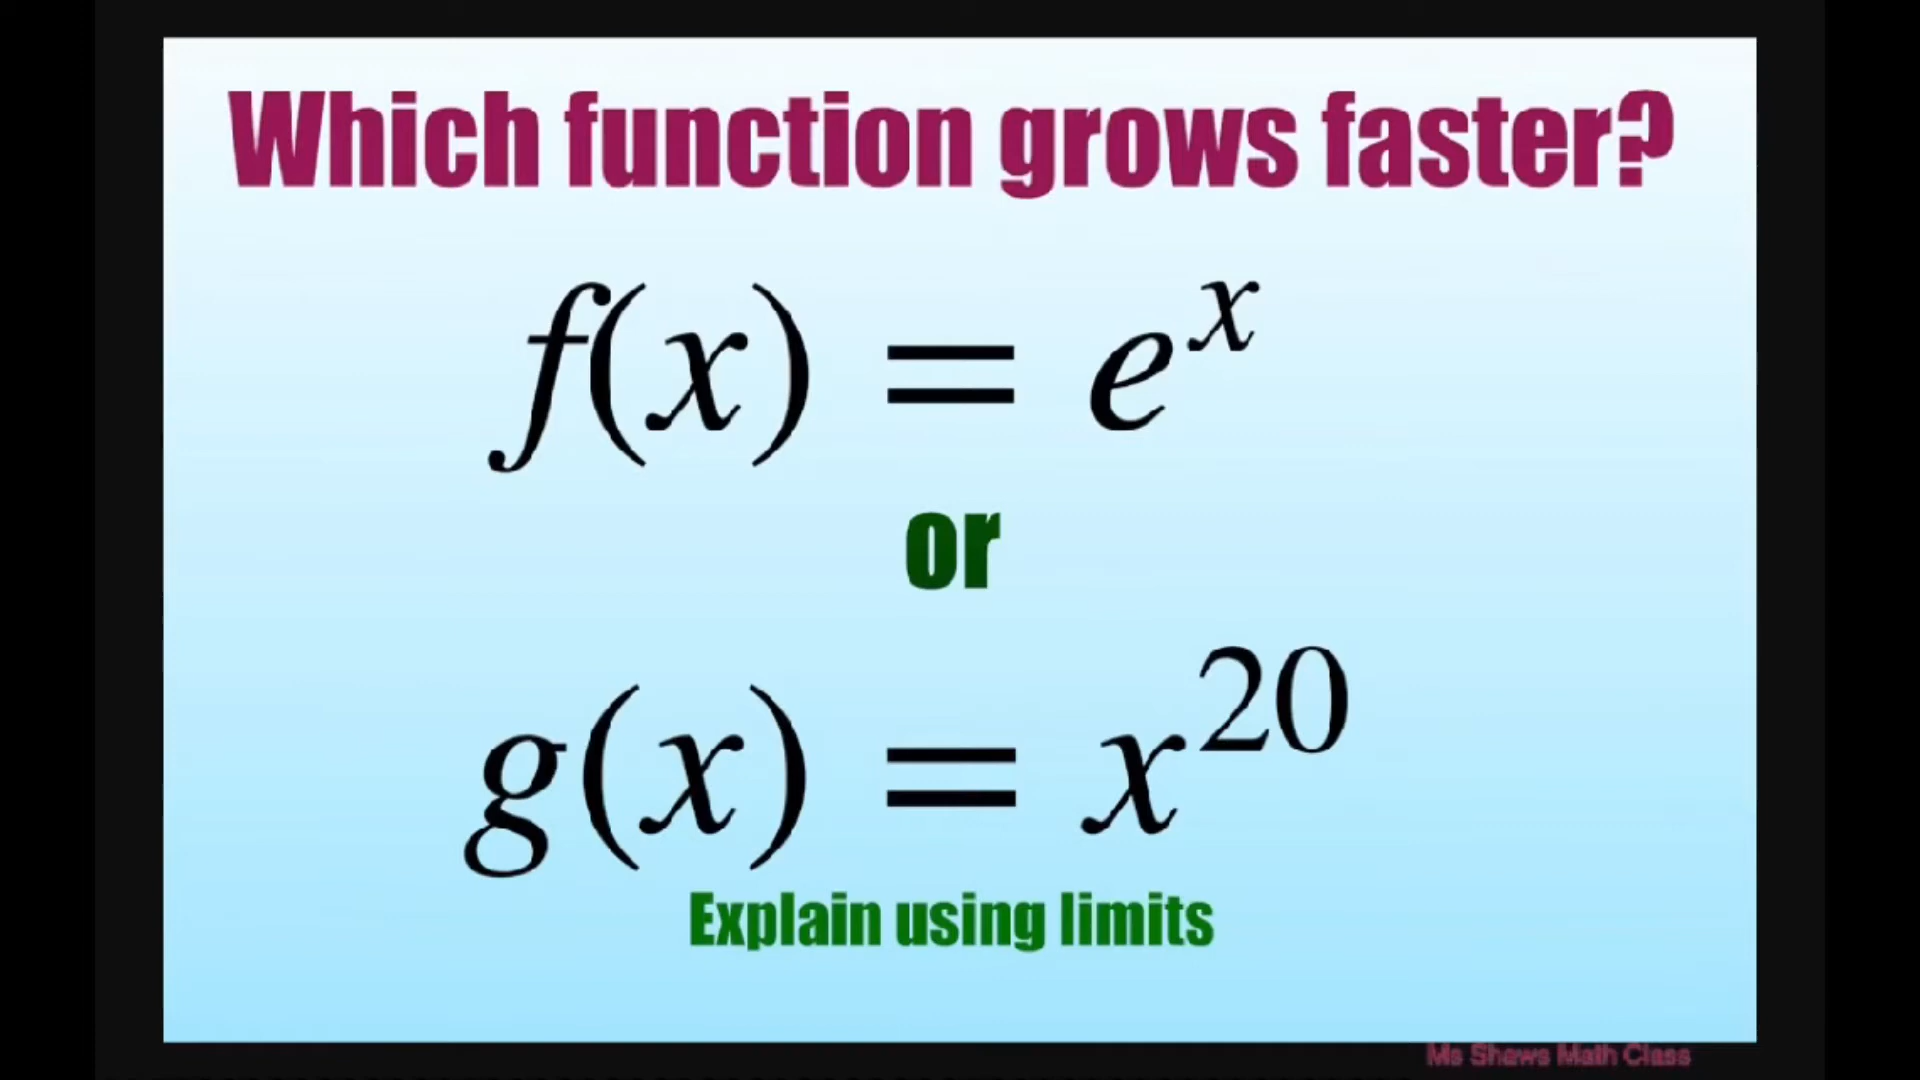 Which function grows faster?
f(x) = e^x
or
g(x) = x^20
Explain using limits
Ms Shaws Math Class